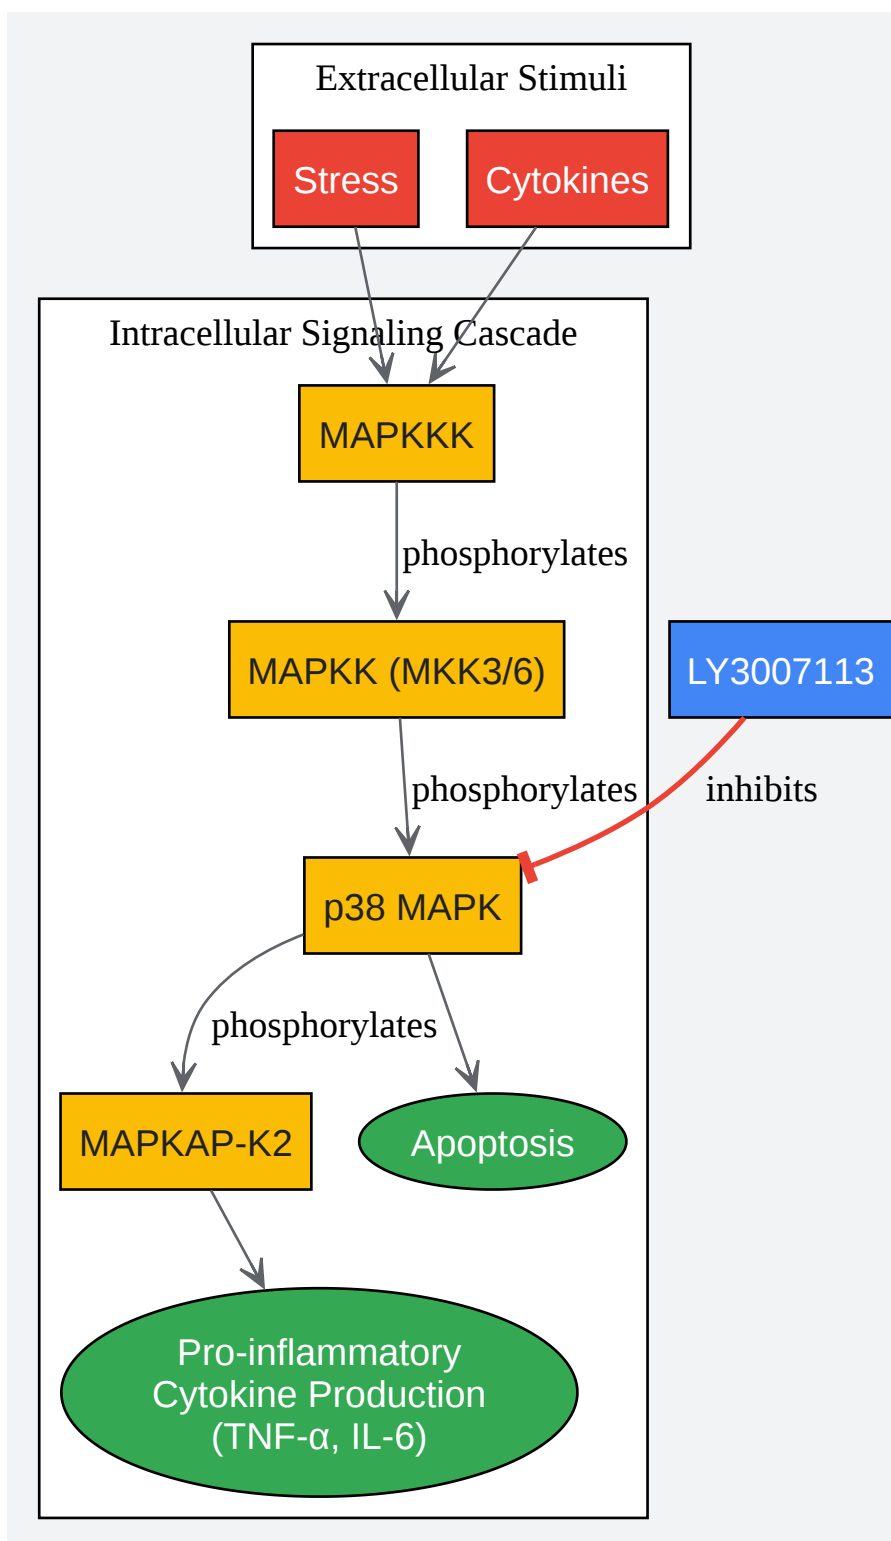 Extracellular Stimuli
Stress
Cytokines
Intracellular Signaling Cascade
MAPKKK
phosphorylates
MAPKK (MKK3/6)
LY3007113
phosphorylates
inhibits
p38 MAPK
phosphorylates
MAPKAP-K2
Apoptosis
Pro-inflammatory
Cytokine Production
(TNF-α, IL-6)